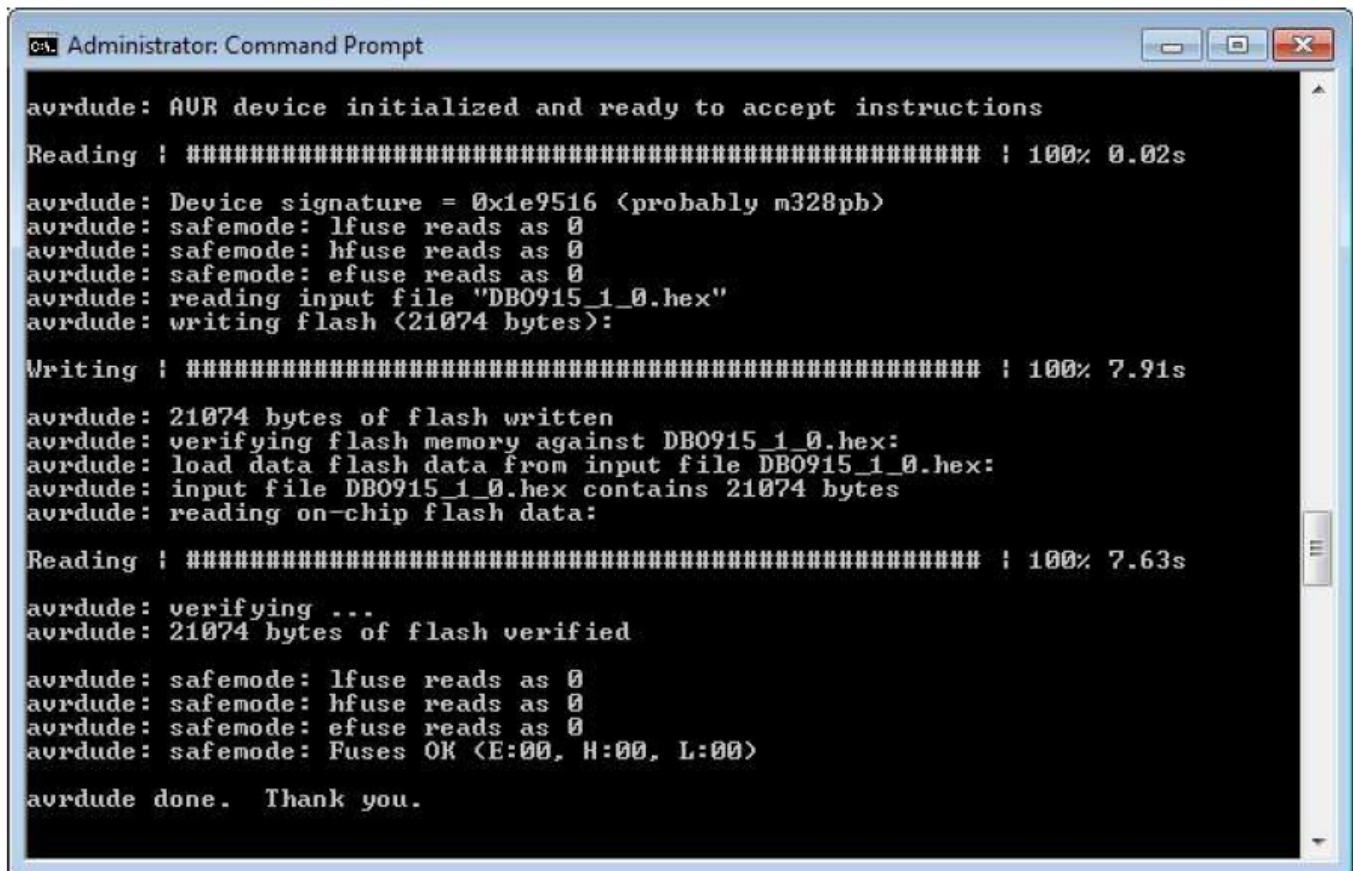 Administrator: Command Prompt
avrdude: AVR device initialized and ready to accept instructions
Reading | ################################################## | 100% 0.02s
avrdude: Device signature = 0x1e9516 (probably m328pb)
avrdude: safemode: lfuse reads as 0
avrdude: safemode: hfuse reads as 0
avrdude: safemode: efuse reads as 0
avrdude: reading input file "DBO915_1_0.hex"
avrdude: writing flash (21074 bytes):
Writing | ################################################## | 100% 7.91s
avrdude: 21074 bytes of flash written
avrdude: verifying flash memory against DBO915_1_0.hex:
avrdude: load data flash data from input file DBO915_1_0.hex:
avrdude: input file DBO915_1_0.hex contains 21074 bytes
avrdude: reading on-chip flash data:
Reading | ################################################## | 100% 7.63s
avrdude: verifying ...
avrdude: 21074 bytes of flash verified
avrdude: safemode: lfuse reads as 0
avrdude: safemode: hfuse reads as 0
avrdude: safemode: efuse reads as 0
avrdude: safemode: Fuses OK (E:00, H:00, L:00)
avrdude done.  Thank you.